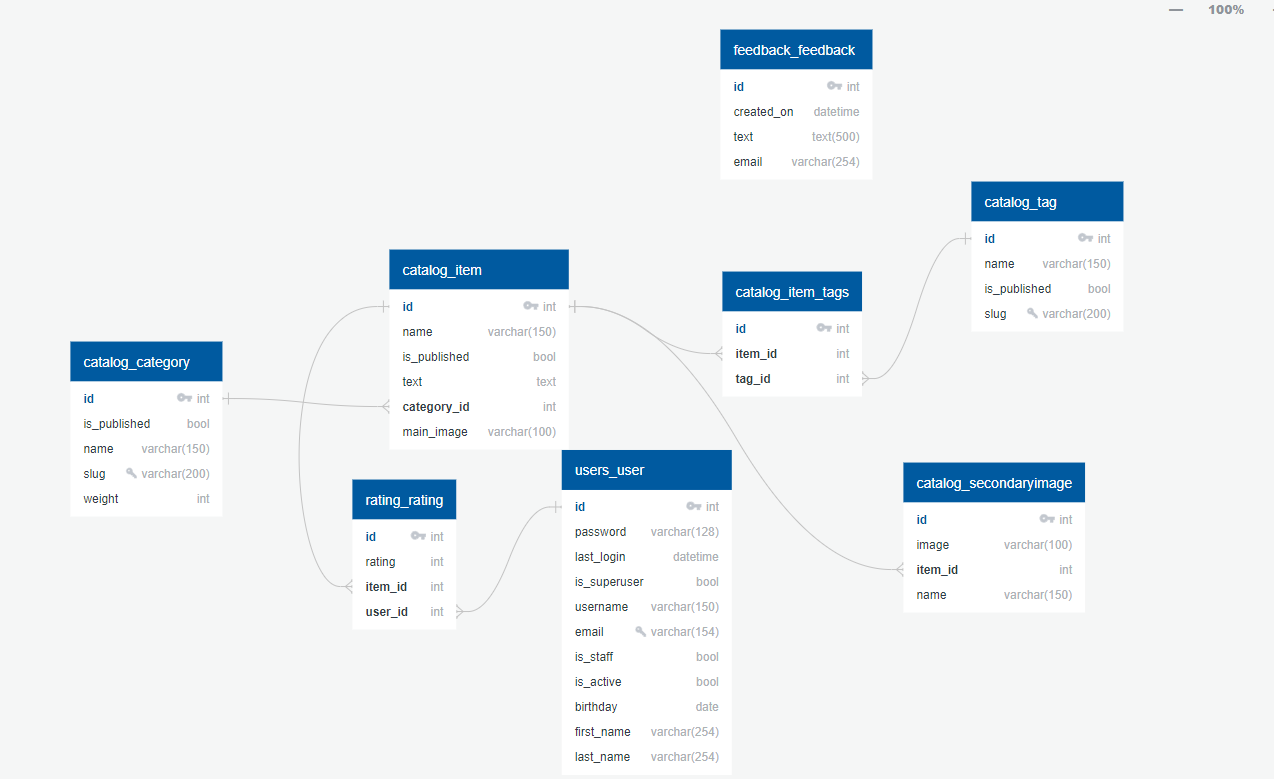 — 100%
feedback_feedback
id int
created_on datetime
text text(500)
email varchar(254)
catalog_tag
id int
name varchar(150)
is_published bool
slug varchar(200)
catalog_item
id int
name varchar(150)
is_published bool
text text
category_id int
main_image varchar(100)
catalog_item_tags
id int
item_id int
tag_id int
catalog_category
id int
is_published bool
name varchar(150)
slug varchar(200)
weight int
users_user
id int
password varchar(128)
last_login datetime
is_superuser bool
username varchar(150)
email varchar(154)
is_staff bool
is_active bool
birthday date
first_name varchar(254)
last_name varchar(254)
catalog_secondaryimage
id int
image varchar(100)
item_id int
name varchar(150)
rating_rating
id int
rating int
item_id int
user_id int